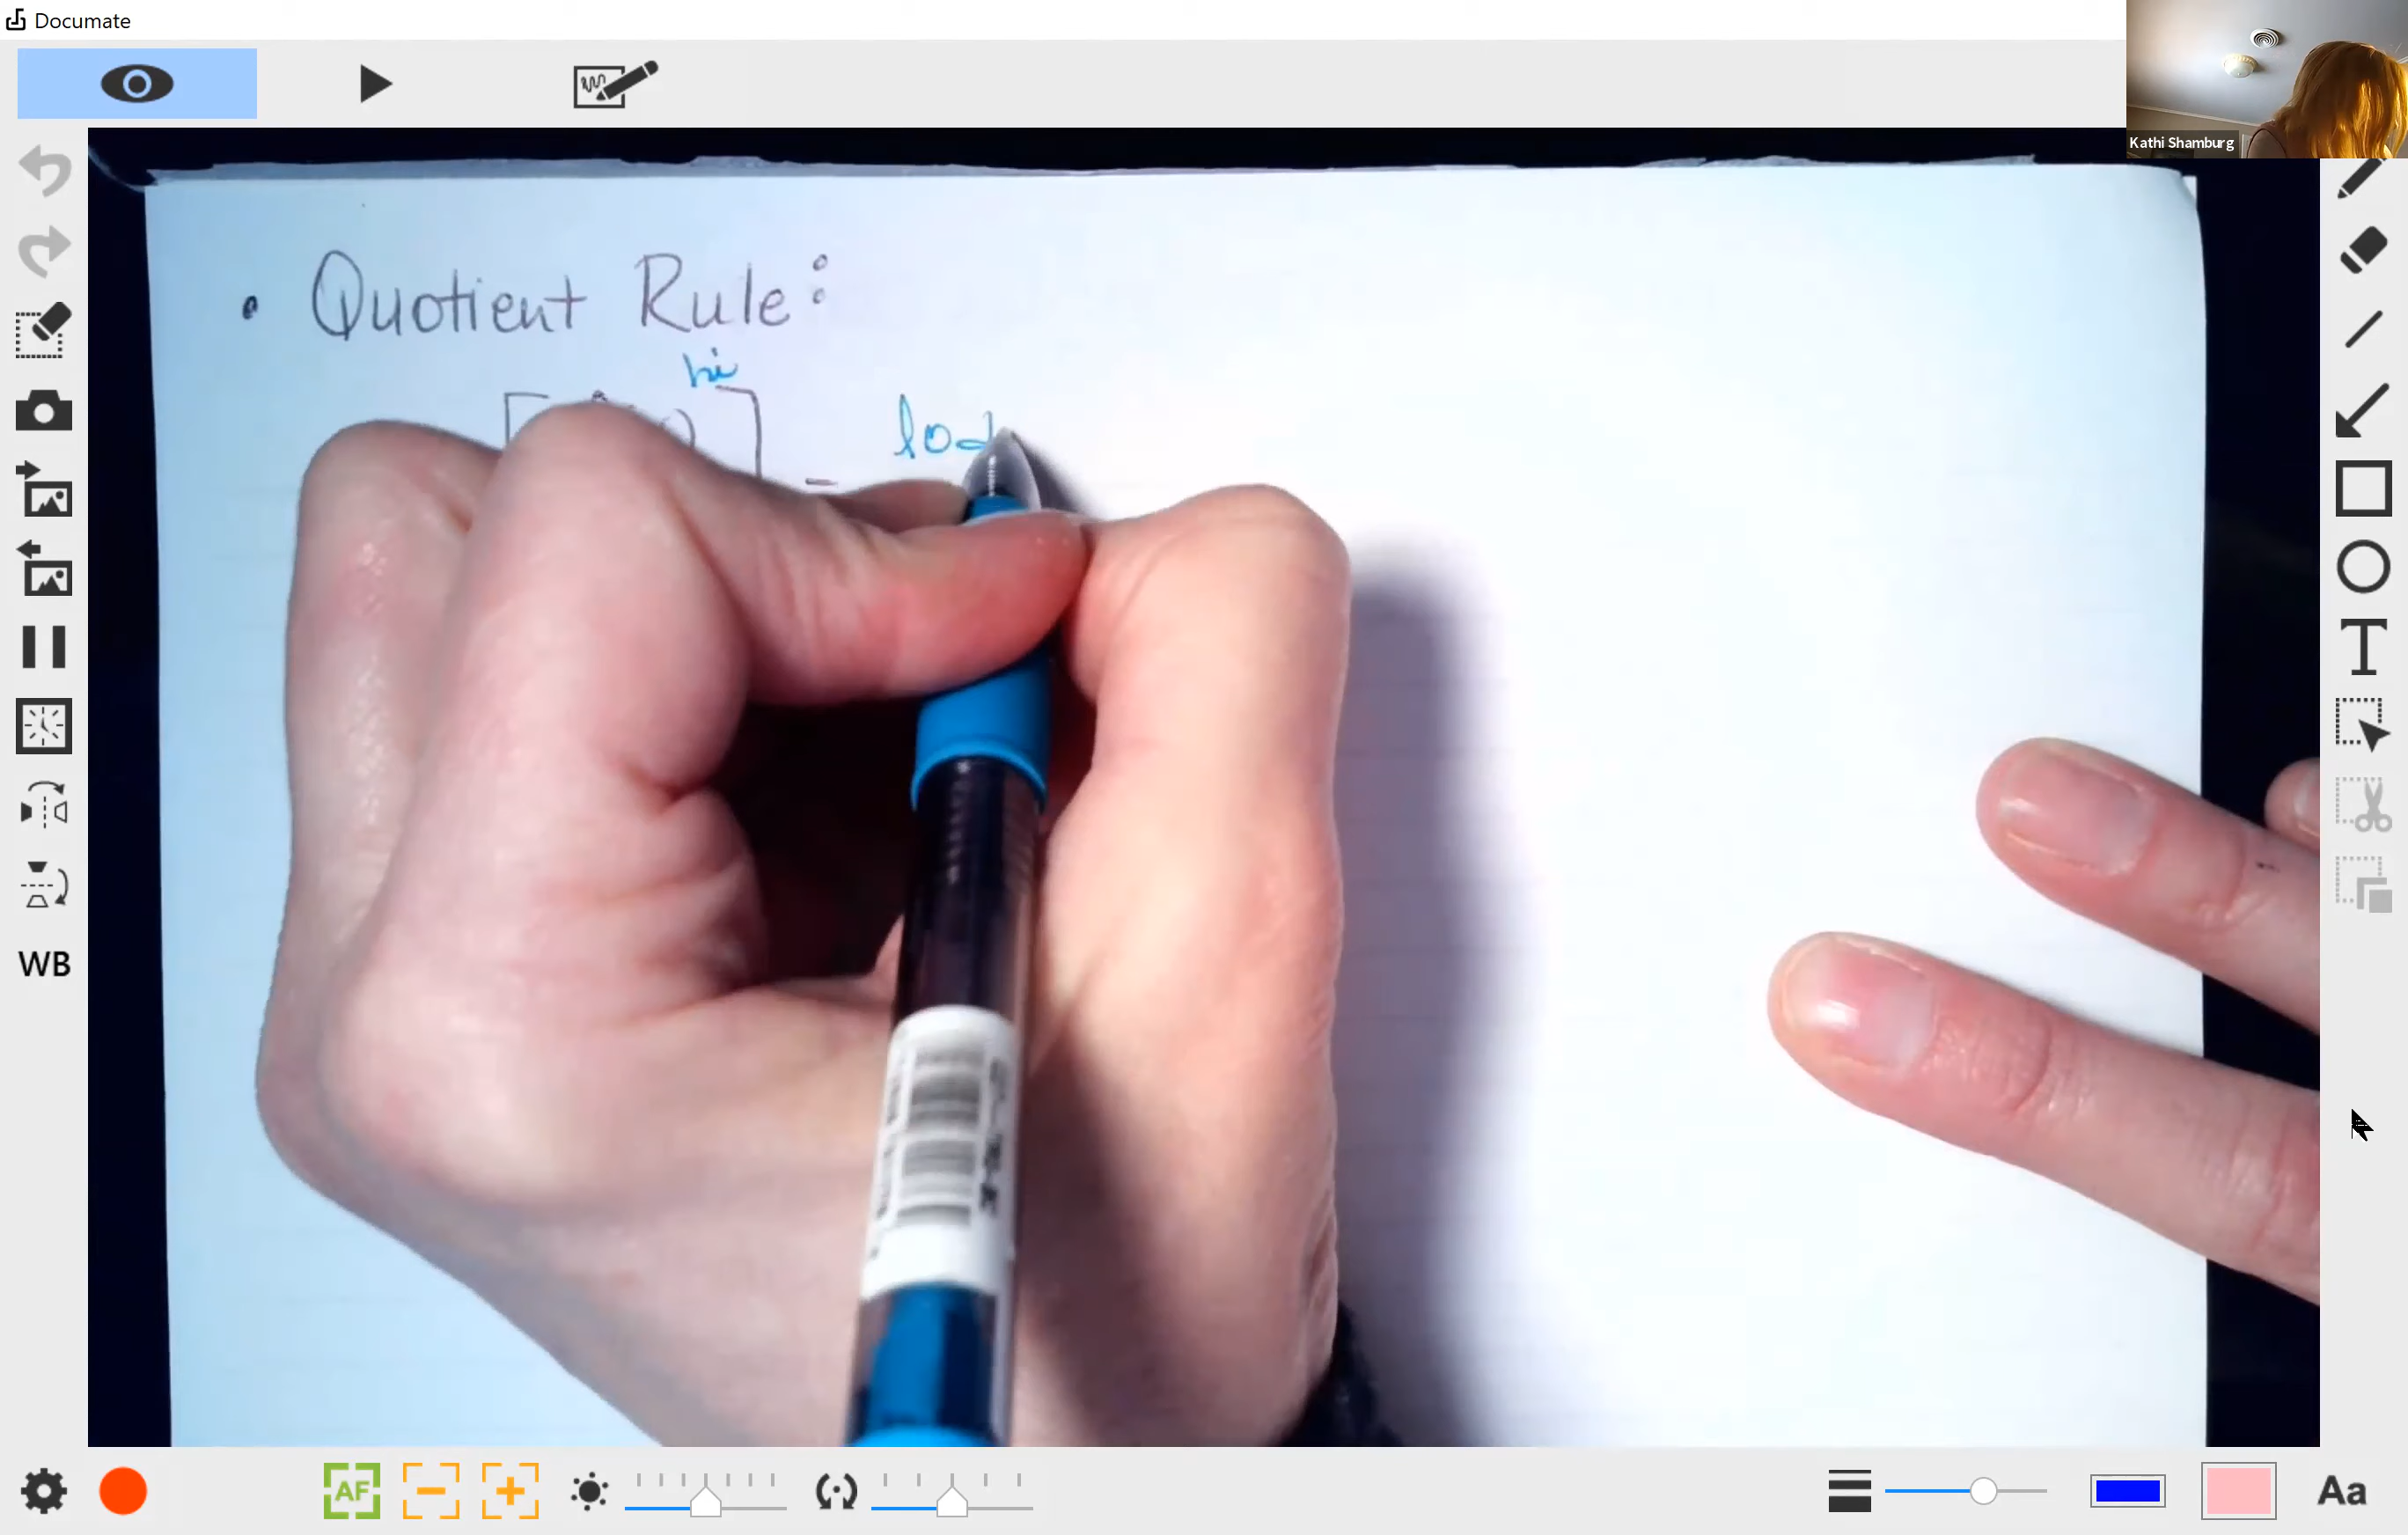 Documate
Kathi Shamburg
• Quotient Rule:
hi
[ ] = lod
WB
T
AF
Aa